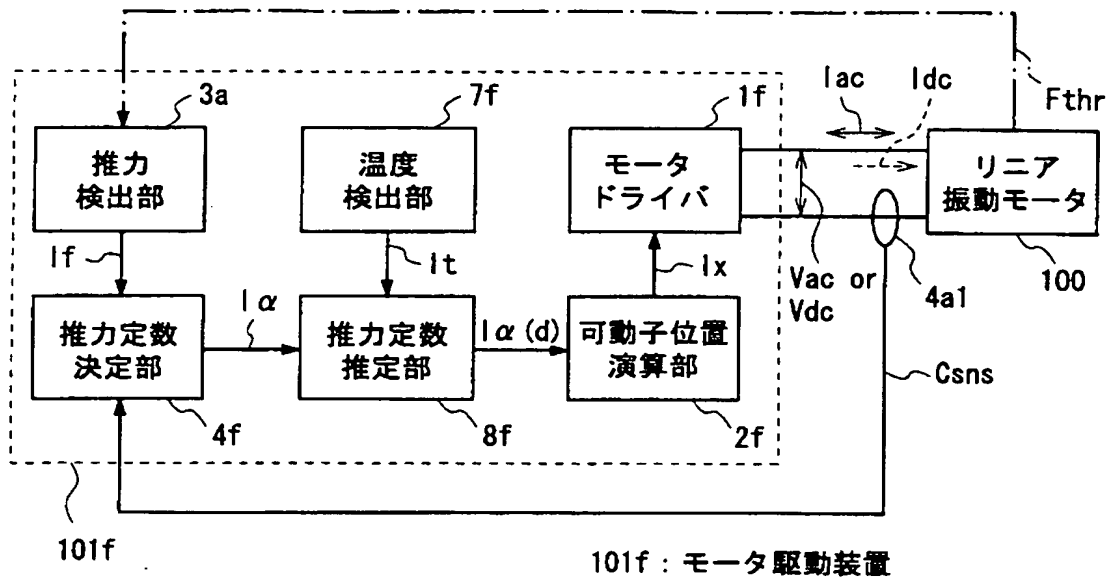 Iac
Idc
Fthr
3a
7f
1f
推力
検出部
温度
検出部
モータ
ドライバ
リニア
振動モータ
100
If
It
Ix
Vac or
Vdc
4a1
推力定数
決定部
Iα
推力定数
推定部
Iα(d)
可動子位置
演算部
Csns
4f
8f
2f
101f
101f:モータ駆動装置